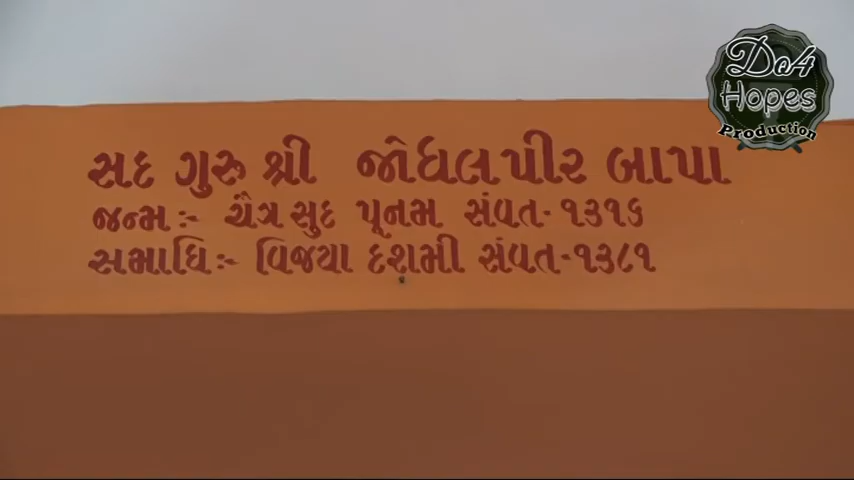 Do4
Hopes
Production
સદ ગુરુ શ્રી જોધલપીર બાપા
જન્મ :- ચૈત્ર સુદ પૂનમ સંવત-૧૩૧૬
સમાધિ :- વિજયા દશમી સંવત-૧૩૮૧